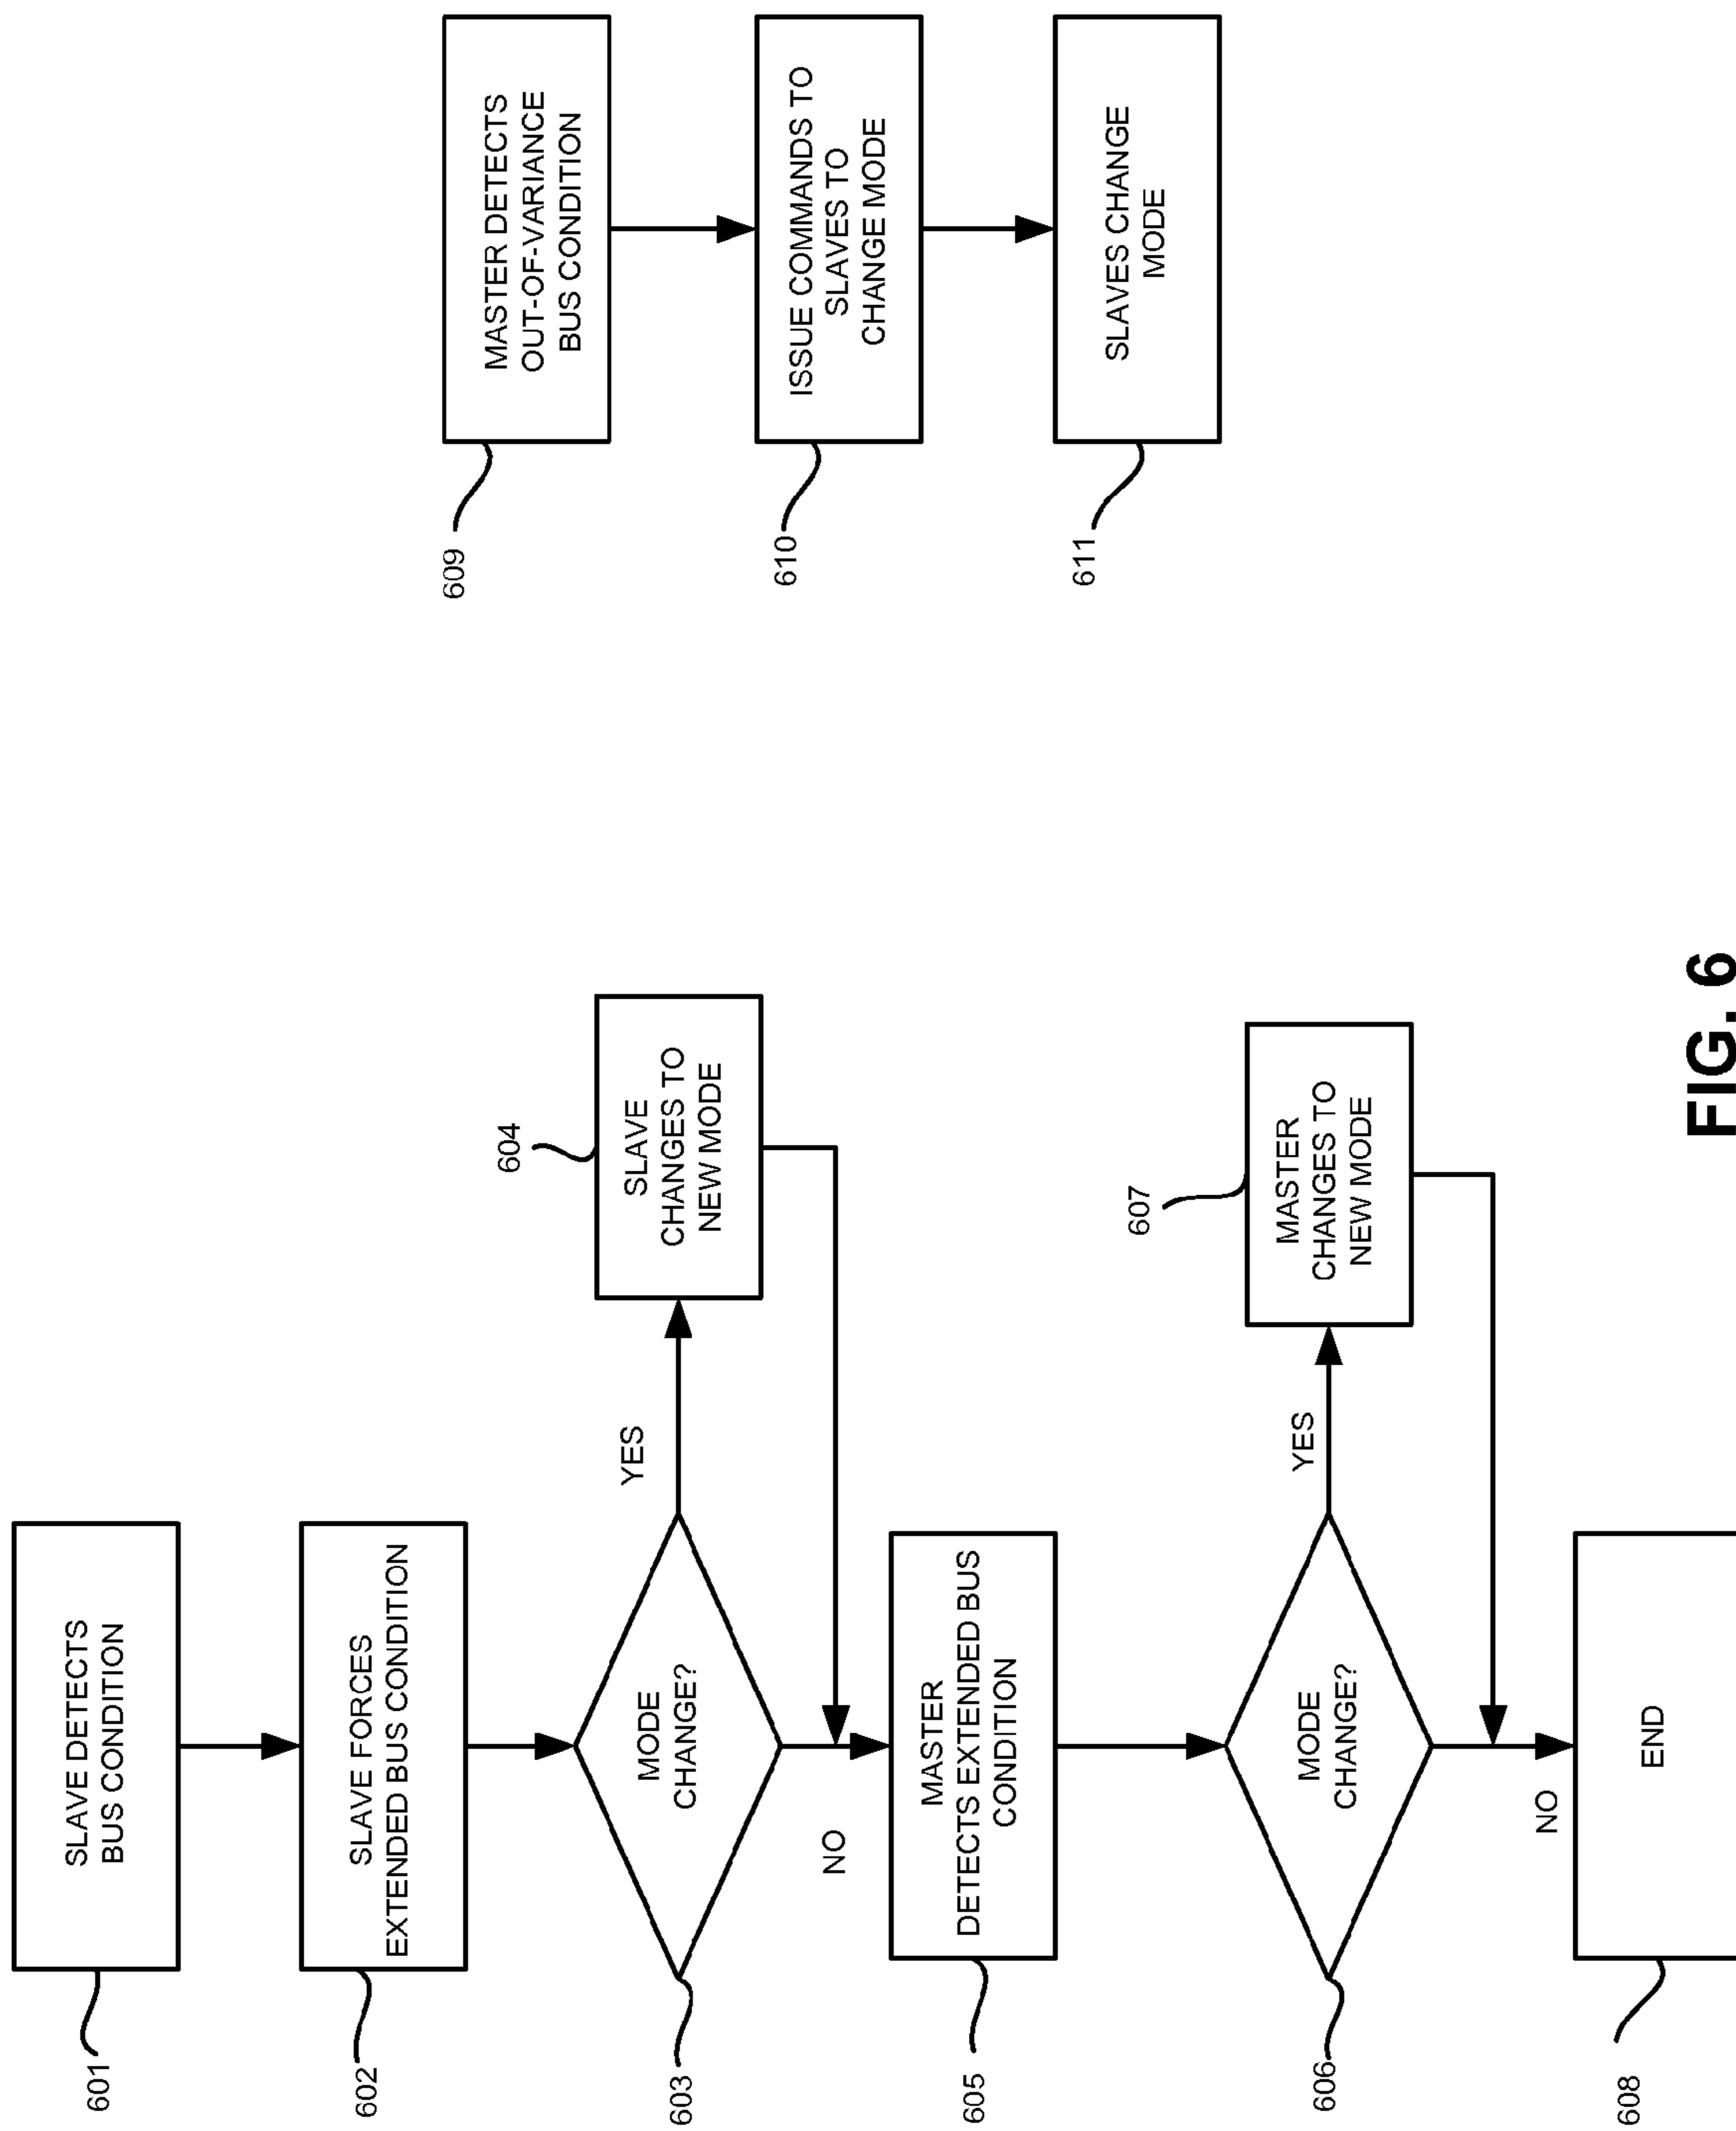 601
SLAVE DETECTS
BUS CONDITION
602
SLAVE FORCES
EXTENDED BUS CONDITION
603
MODE
CHANGE?
YES
604
SLAVE
CHANGES TO
NEW MODE
NO
605
MASTER
DETECTS EXTENDED BUS
CONDITION
606
MODE
CHANGE?
YES
607
MASTER
CHANGES TO
NEW MODE
NO
608
END
609
MASTER DETECTS
OUT-OF-VARIANCE
BUS CONDITION
610
ISSUE COMMANDS TO
SLAVES TO
CHANGE MODE
611
SLAVES CHANGE
MODE
FIG. 6